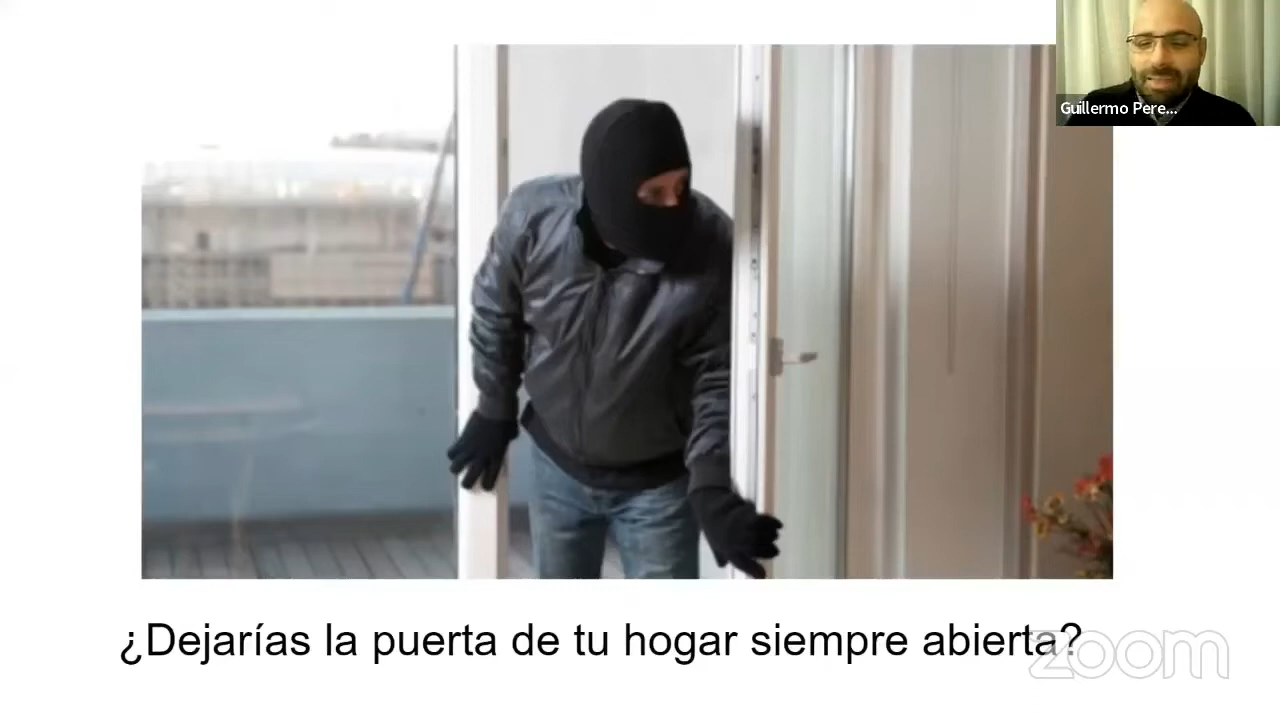 Guillermo Pere...
¿Dejarías la puerta de tu hogar siempre abierta?
zoom